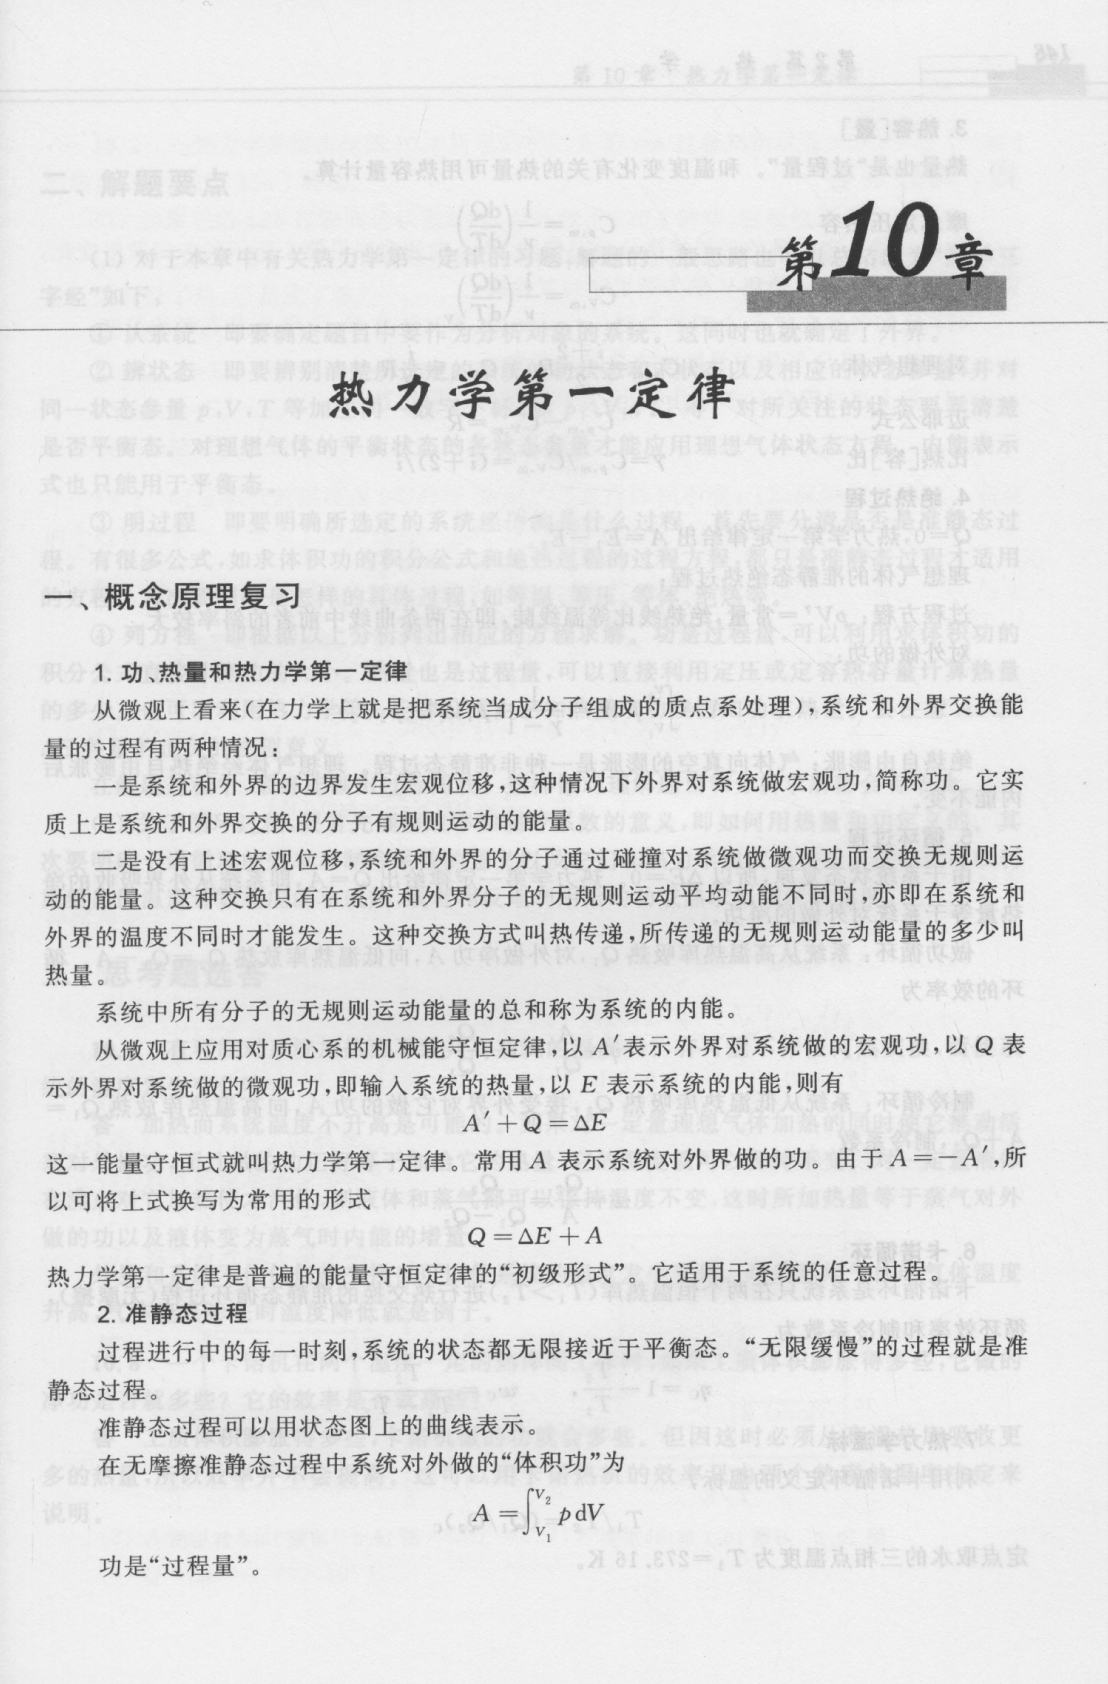 第10章
热力学第一定律
一、概念原理复习
1. 功、热量和热力学第一定律
从微观上看来(在力学上就是把系统当成分子组成的质点系处理),系统和外界交换能
量的过程有两种情况:
一是系统和外界的边界发生宏观位移,这种情况下外界对系统做宏观功,简称功。它实
质上是系统和外界交换的分子有规则运动的能量。
二是没有上述宏观位移,系统和外界的分子通过碰撞对系统做微观功而交换无规则运
动的能量。这种交换只有在系统和外界分子的无规则运动平均动能不同时,亦即在系统和
外界的温度不同时才能发生。这种交换方式叫热传递,所传递的无规则运动能量的多少叫
热量。
系统中所有分子的无规则运动能量的总和称为系统的内能。
从微观上应用对质心系的机械能守恒定律,以 A′表示外界对系统做的宏观功,以 Q 表
示外界对系统做的微观功,即输入系统的热量,以 E 表示系统的内能,则有
A′+Q=△E
这一能量守恒式就叫热力学第一定律。常用 A 表示系统对外界做的功。由于 A=-A′,所
以可将上式换写为常用的形式
Q=△E+A
热力学第一定律是普遍的能量守恒定律的“初级形式”。它适用于系统的任意过程。
2. 准静态过程
过程进行中的每一时刻,系统的状态都无限接近于平衡态。“无限缓慢”的过程就是准
静态过程。
准静态过程可以用状态图上的曲线表示。
在无摩擦准静态过程中系统对外做的“体积功”为
A=∫_{V₁}^{V₂} pdV
功是“过程量”。